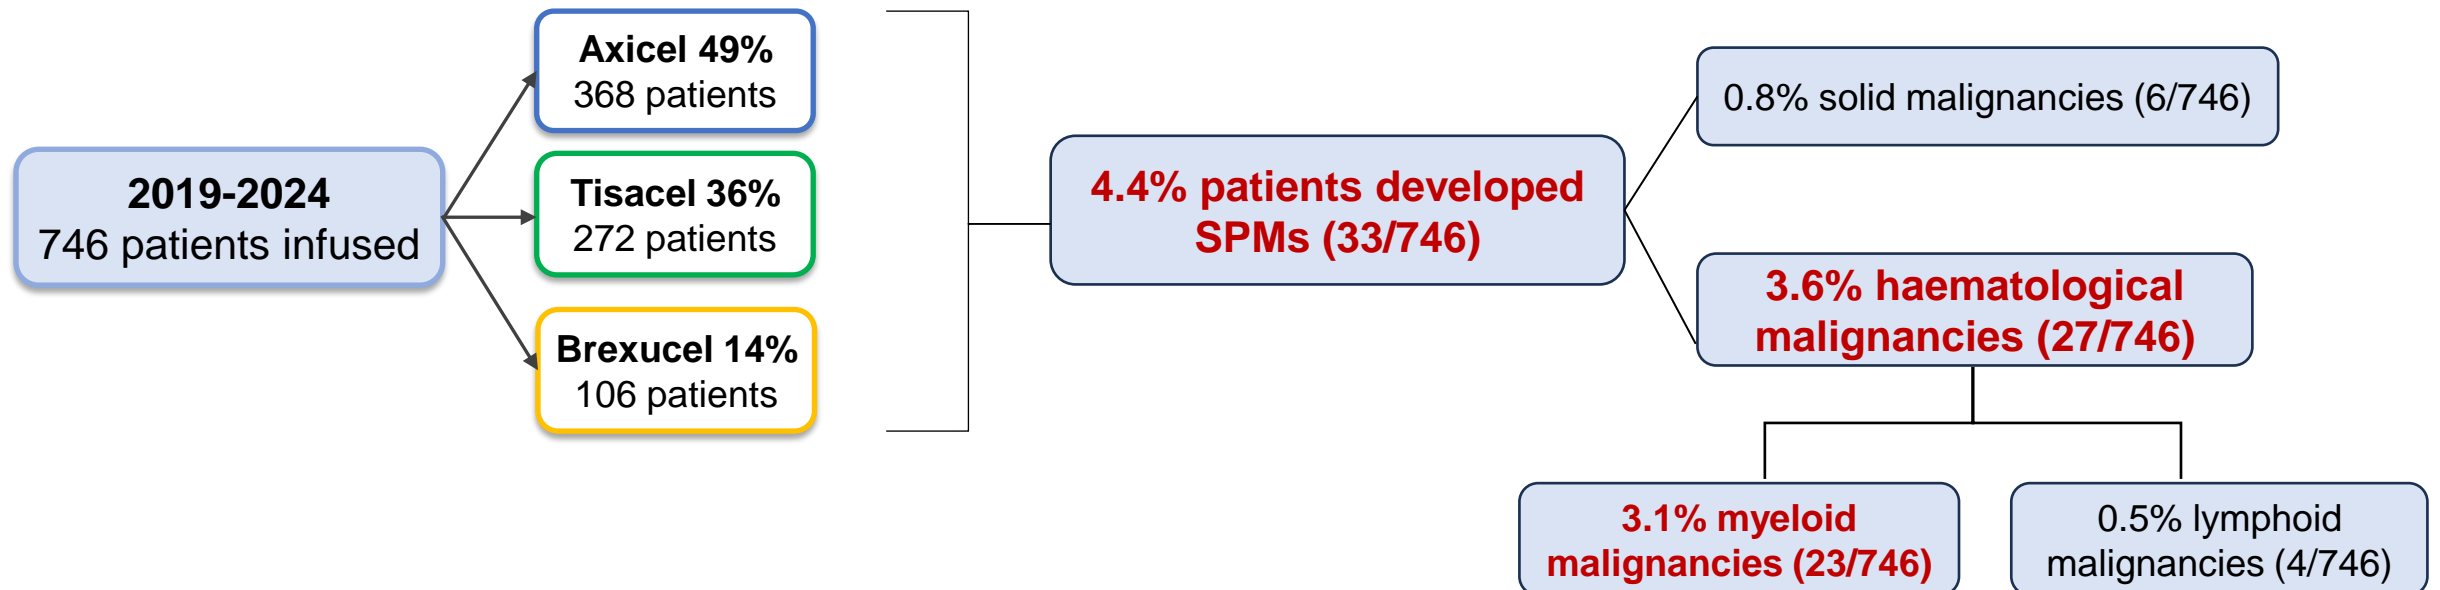 2019-2024
746 patients infused
Axicel 49%
368 patients
Tisacel 36%
272 patients
Brexucel 14%
106 patients
4.4% patients developed
SPMs (33/746)
0.8% solid malignancies (6/746)
3.6% haematological
malignancies (27/746)
3.1% myeloid
malignancies (23/746)
0.5% lymphoid
malignancies (4/746)